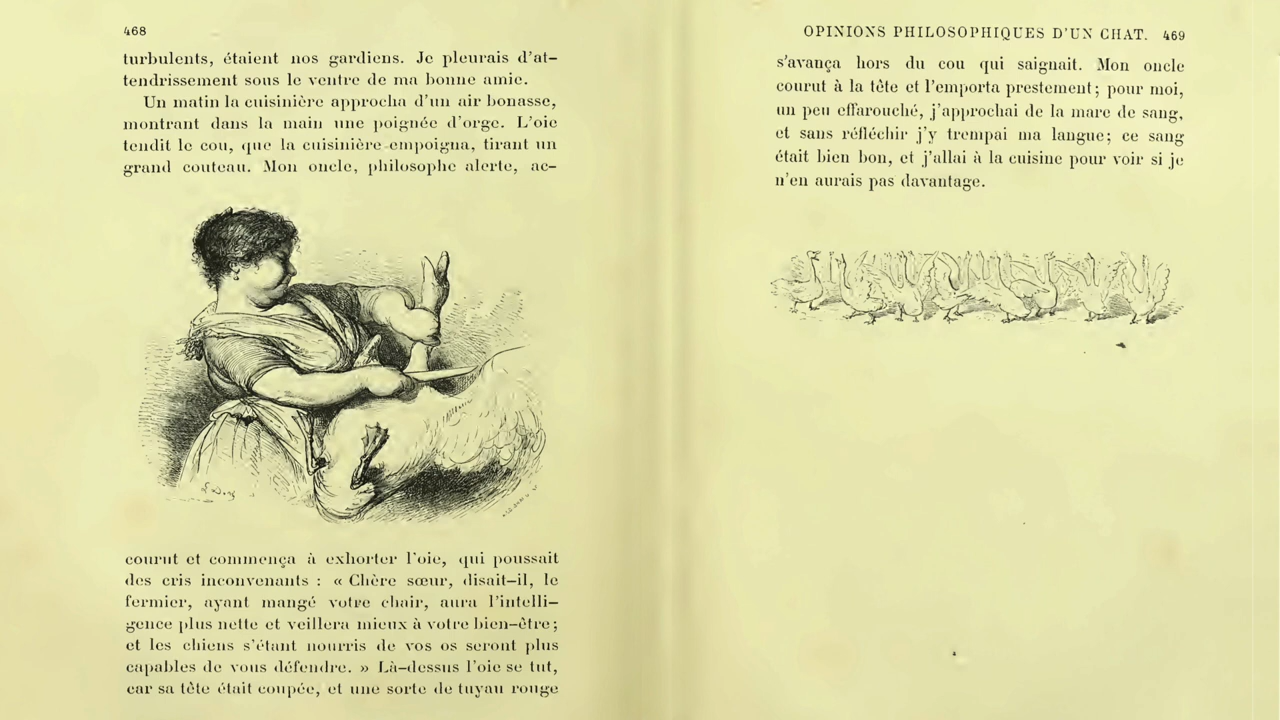 468
turbulents, étaient nos gardiens. Je pleurais d'at-
tendrissement sous le ventre de ma bonne amie.
Un matin la cuisinière approcha d'un air bonasse,
montrant dans la main une poignée d'orge. L'oie
tendit le cou, que la cuisinière empoigna, tirant un
grand couteau. Mon oncle, philosophe alerte, ac-
courut et commença à exhorter l'oie, qui poussait
des cris inconvenants : « Chère sœur, disait-il, le
fermier, ayant mangé votre chair, aura l'intelli-
gence plus nette et veillera mieux à votre bien-être;
et les chiens s'étant nourris de vos os seront plus
capables de vous défendre. » Là-dessus l'oie se tut,
car sa tête était coupée, et une sorte de tuyau rouge
OPINIONS PHILOSOPHIQUES D'UN CHAT. 469
s'avança hors du cou qui saignait. Mon oncle
courut à la tête et l'emporta prestement; pour moi,
un peu effarouché, j'approchai de la mare de sang,
et sans réfléchir j'y trempai ma langue; ce sang
était bien bon, et j'allai à la cuisine pour voir si je
n'en aurais pas davantage.